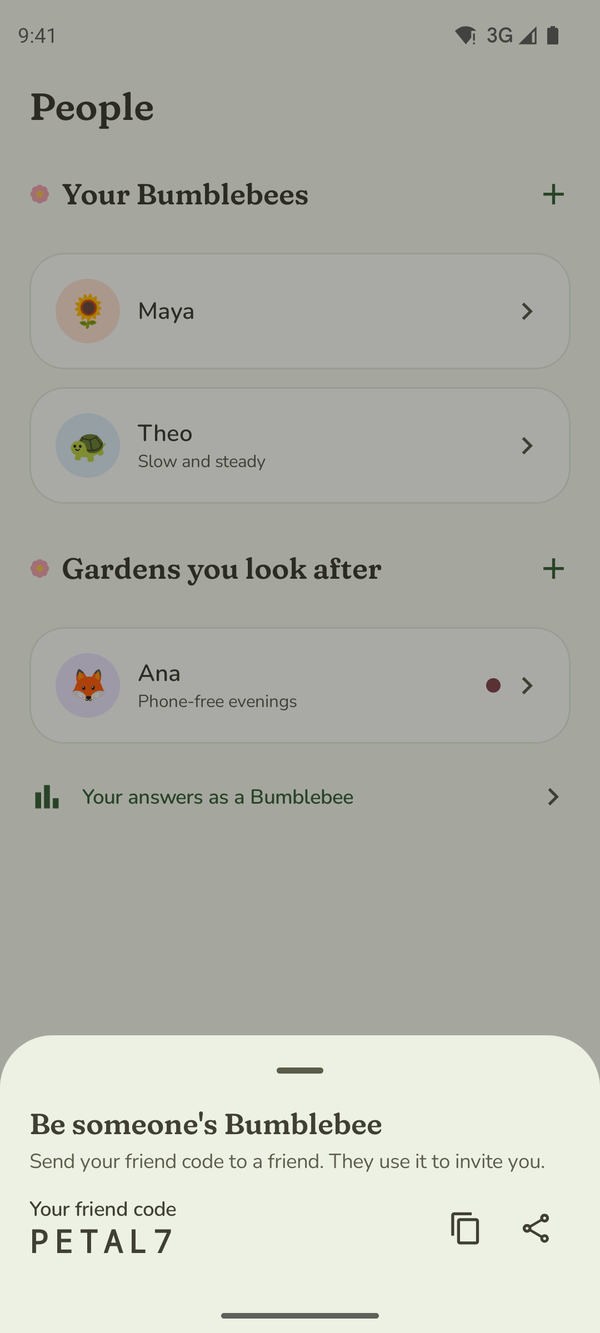 9:41
3G
People
Your Bumblebees
Maya
Theo
Slow and steady
Gardens you look after
Ana
Phone-free evenings
Your answers as a Bumblebee
Be someone's Bumblebee
Send your friend code to a friend. They use it to invite you.
Your friend code
PETAL7